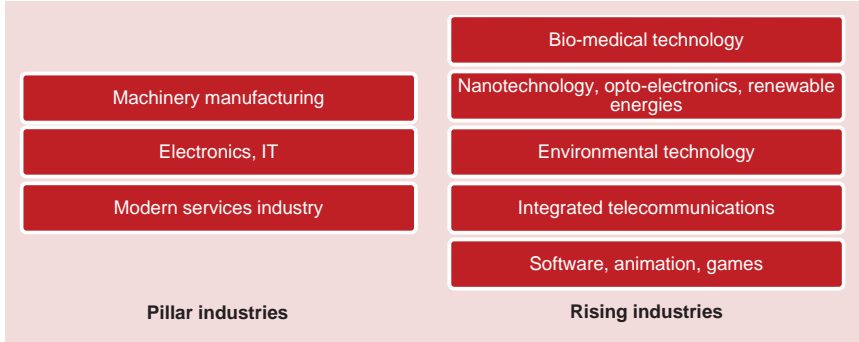 Machinery manufacturing
Electronics, IT
Modern services industry
Pillar industries
Bio-medical technology
Nanotechnology, opto-electronics, renewable
energies
Environmental technology
Integrated telecommunications
Software, animation, games
Rising industries